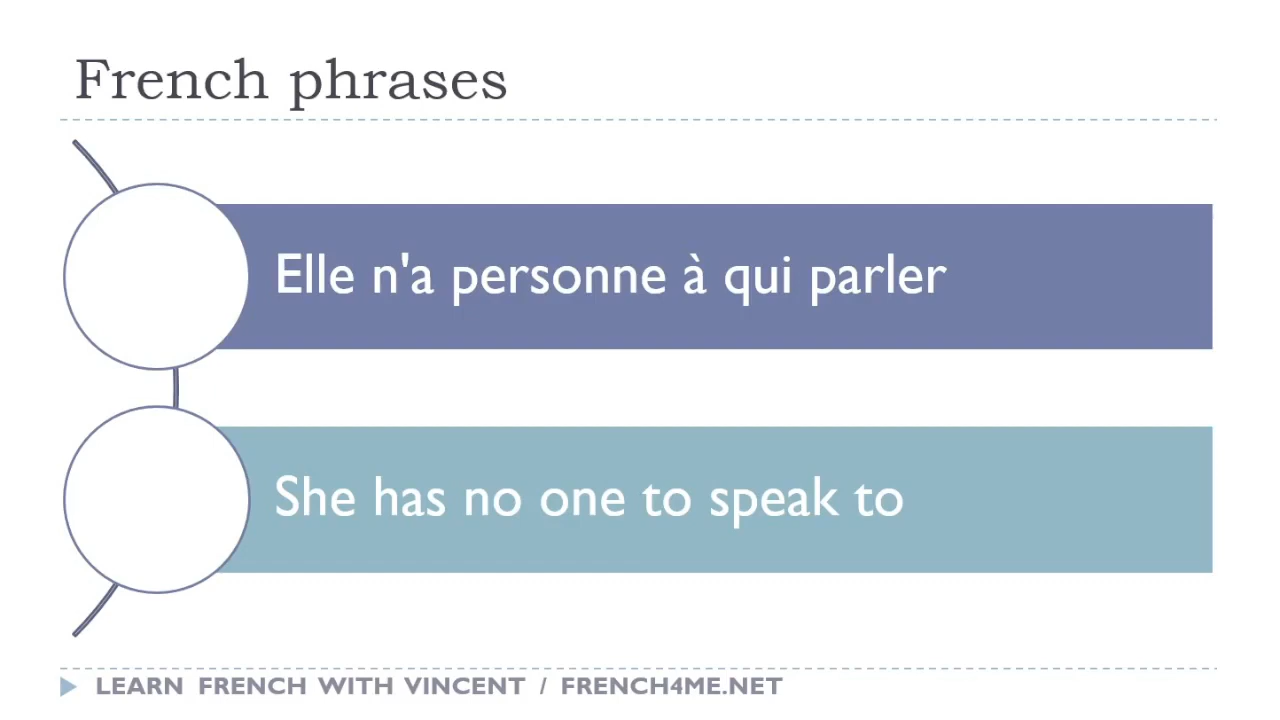 French phrases
Elle n'a personne à qui parler
She has no one to speak to
LEARN FRENCH WITH VINCENT / FRENCH4ME.NET